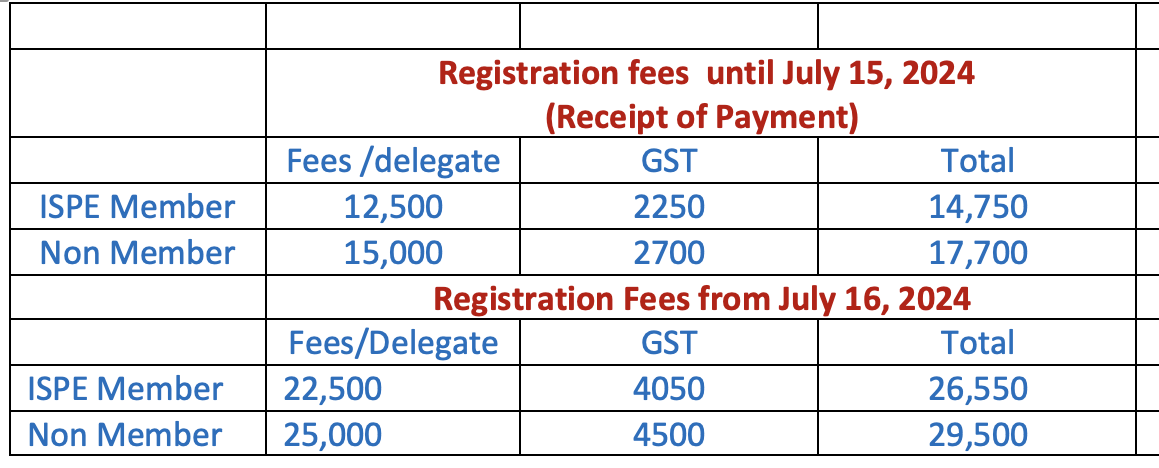 Registration fees  until July 15, 2024
(Receipt of Payment)
Fees /delegate GST Total
ISPE Member 12,500 2250 14,750
Non Member 15,000 2700 17,700
Registration Fees from July 16, 2024
Fees/Delegate GST Total
ISPE Member 22,500 4050 26,550
Non Member 25,000 4500 29,500